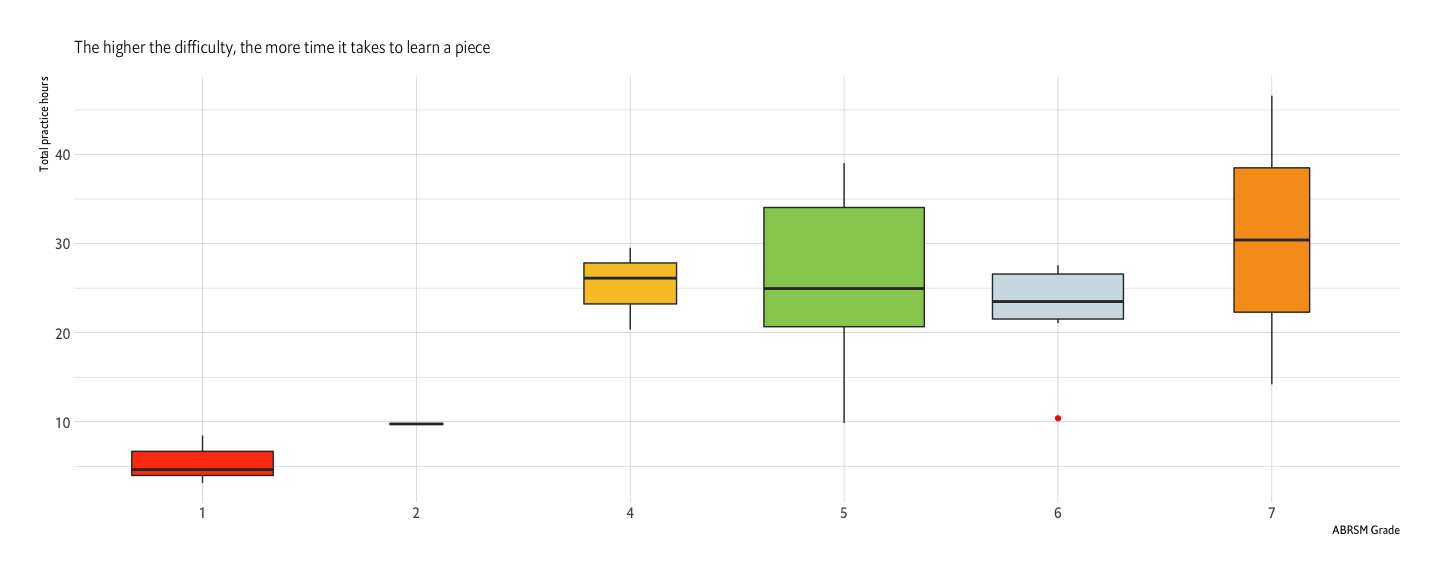 The higher the difficulty, the more time it takes to learn a piece
Total practice hours
40
30
20
10
1 2 4 5 6 7
ABRSM Grade